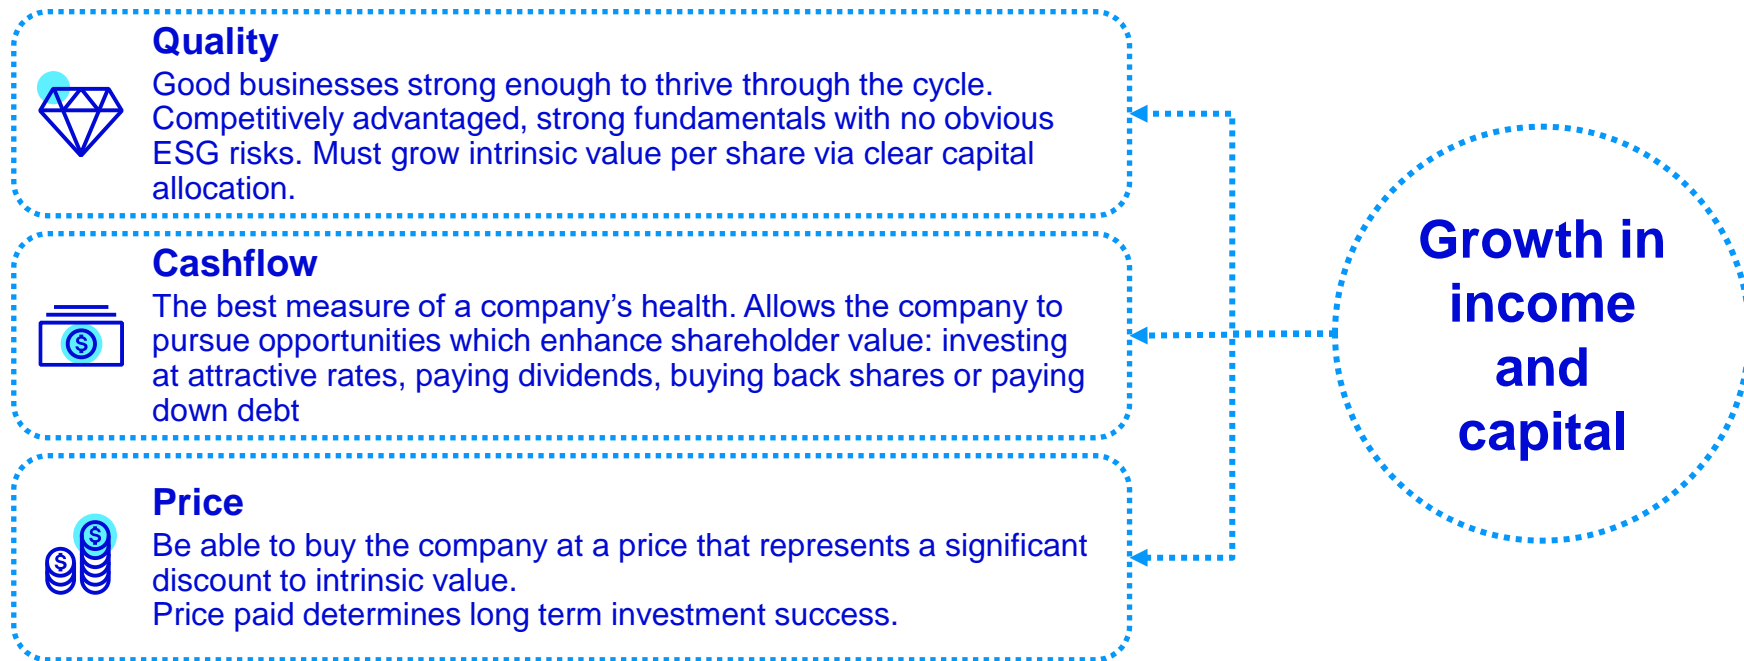 Quality
Good businesses strong enough to thrive through the cycle.
Competitively advantaged, strong fundamentals with no obvious
ESG risks. Must grow intrinsic value per share via clear capital
allocation.
Cashflow
The best measure of a company’s health. Allows the company to
pursue opportunities which enhance shareholder value: investing
at attractive rates, paying dividends, buying back shares or paying
down debt
$
Price
Be able to buy the company at a price that represents a significant
discount to intrinsic value.
Price paid determines long term investment success.
$
$
Growth in
income
and
capital